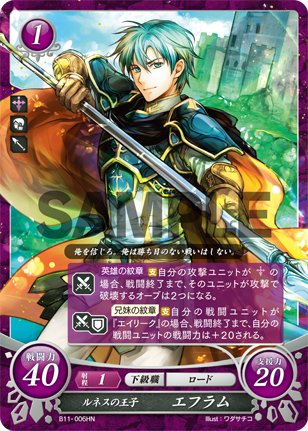 1
SAMPLE
俺を信じろ。俺は勝ち目のない戦いはしない。
英雄の紋章 支 自分の攻撃ユニットが
の場合、戦闘終了まで、そのユニットが攻撃で
破壊するオーブは2つになる。
兄妹の紋章 支 自分の戦闘ユニットが
『エイリーク』の場合、戦闘終了まで、自分の
戦闘ユニットの戦闘力は+20される。
戦闘力
40
射程 1 下級職 ロード
支援力
20
ルネスの王子 エフラム
B11-006HN
Illust：ワダサチコ